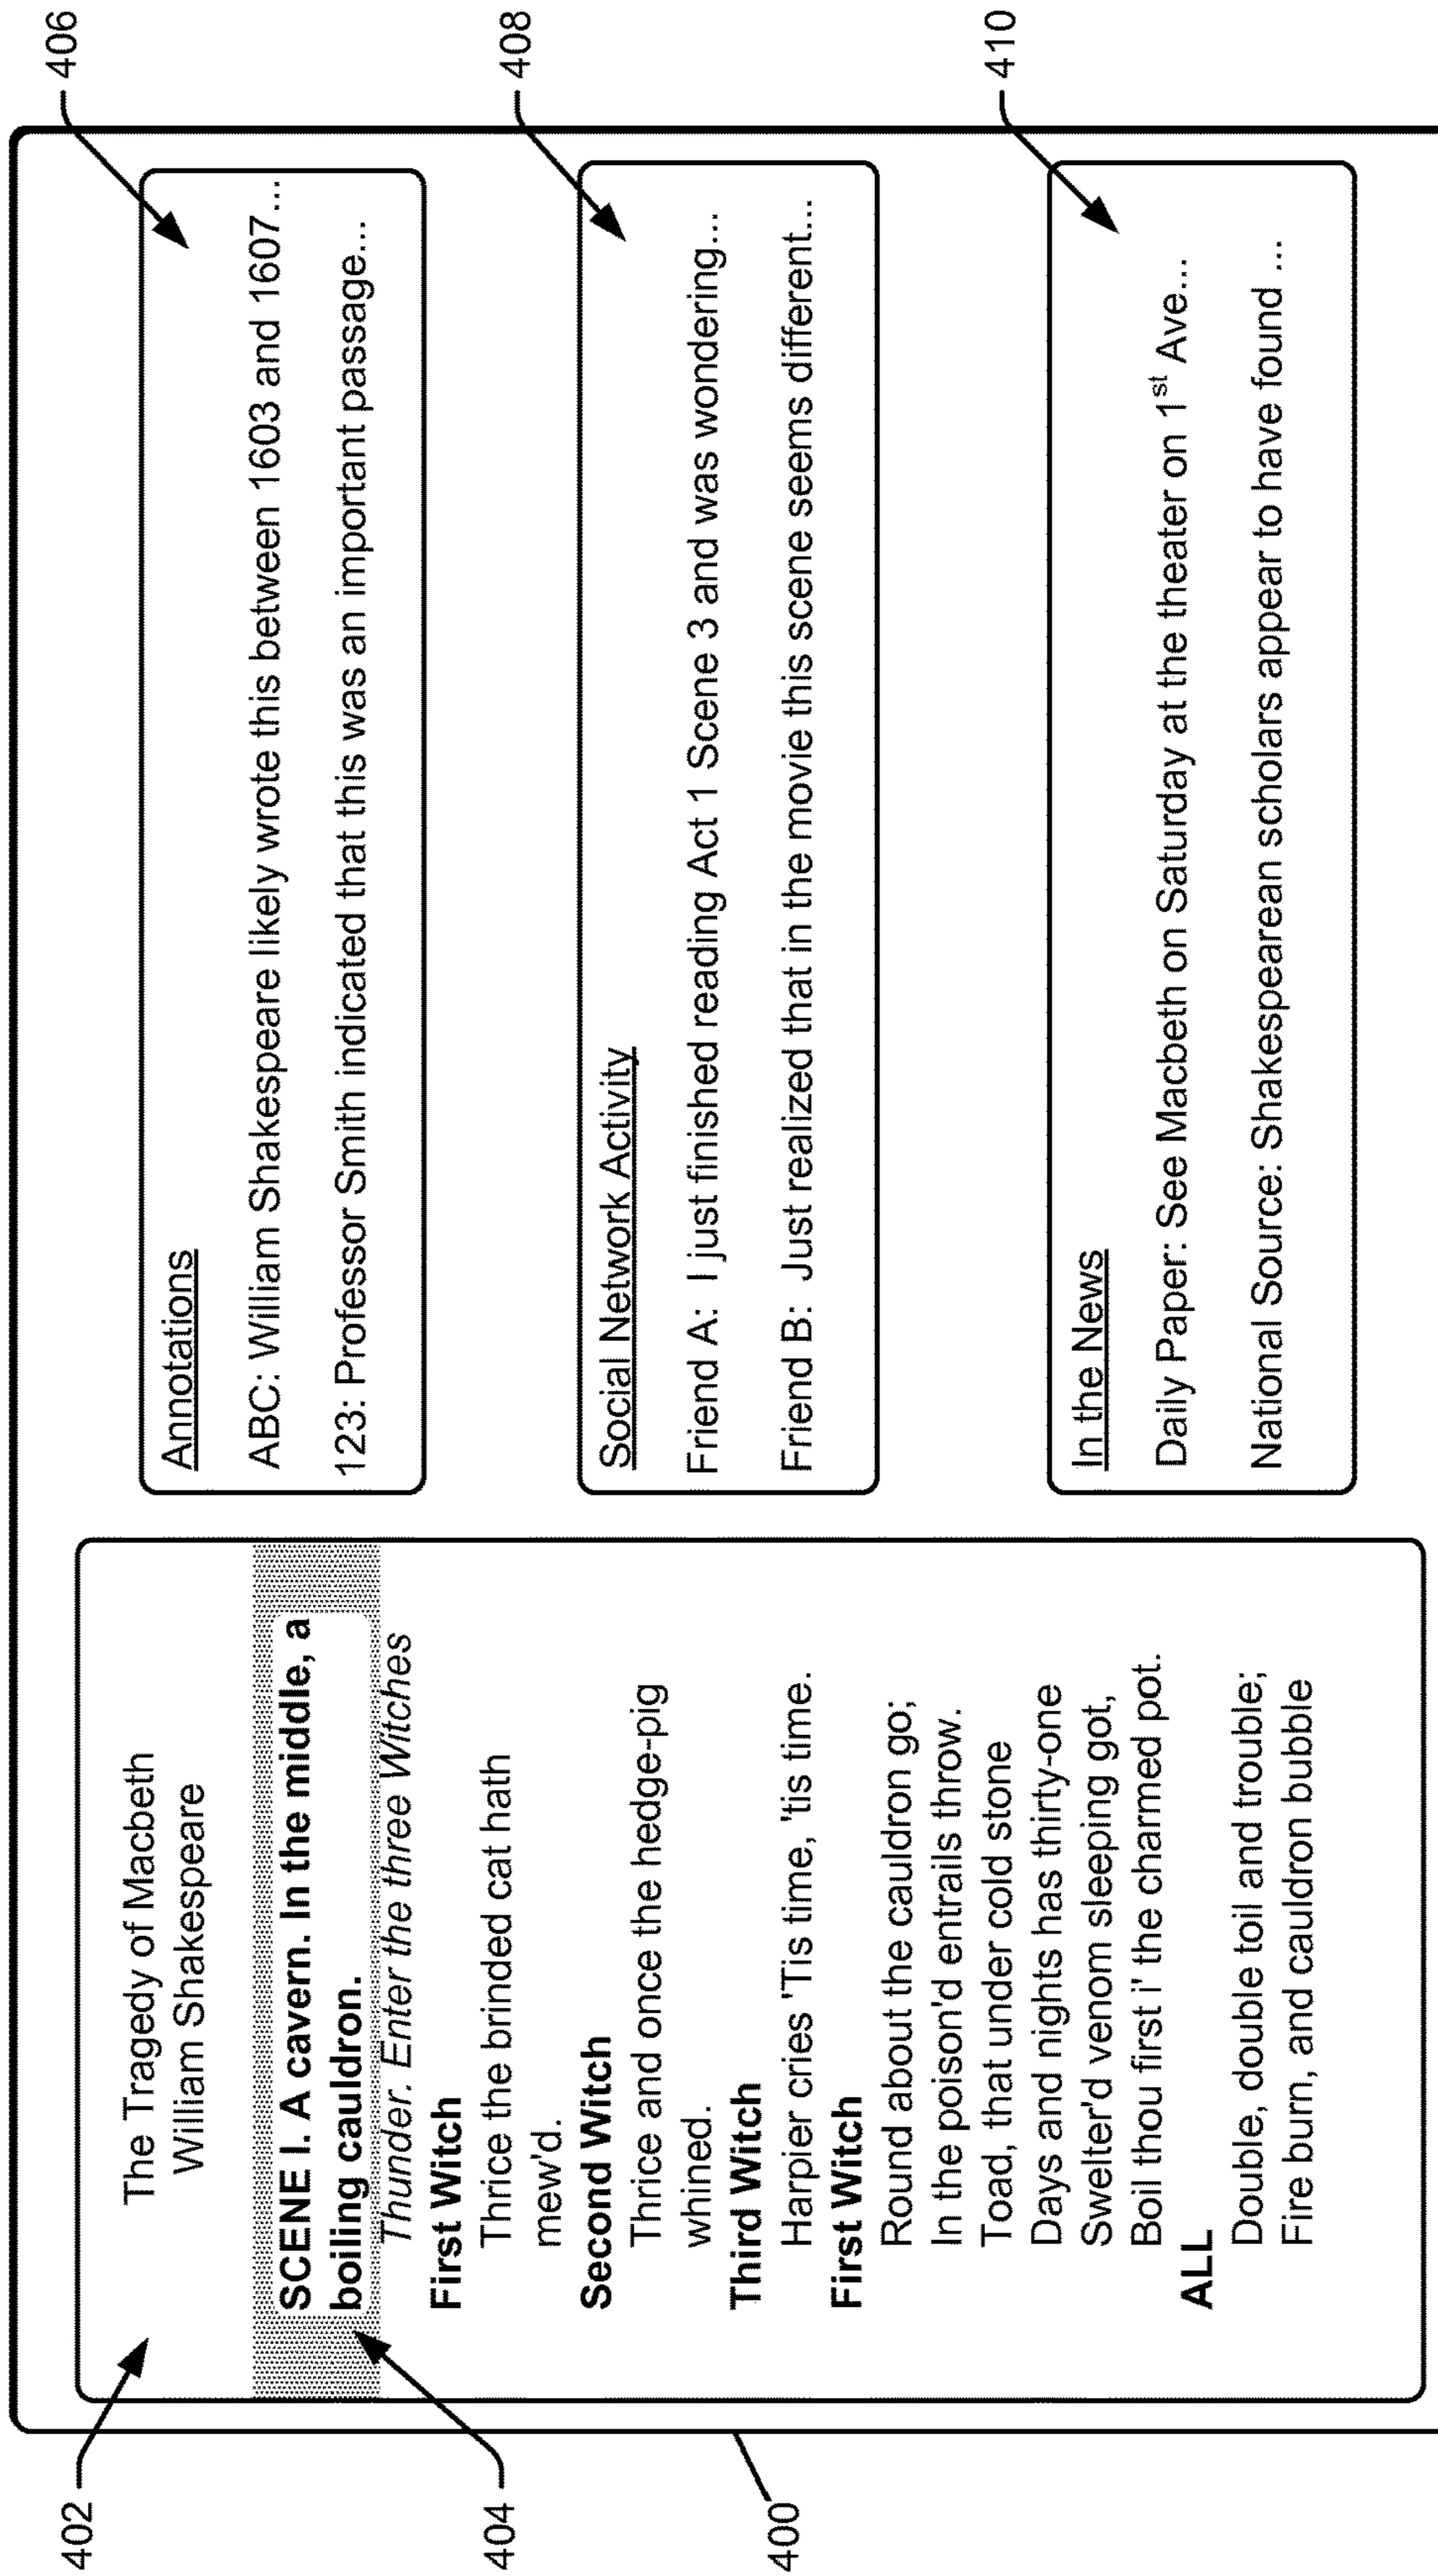 402
The Tragedy of Macbeth
William Shakespeare
404
SCENE I. A cavern. In the middle, a
boiling cauldron.
Thunder. Enter the three Witches
First Witch
Thrice the brinded cat hath
mew'd.
Second Witch
Thrice and once the hedge-pig
whined.
Third Witch
Harpier cries 'Tis time, 'tis time.
First Witch
Round about the cauldron go;
In the poison'd entrails throw.
Toad, that under cold stone
Days and nights has thirty-one
Swelter'd venom sleeping got,
Boil thou first i' the charmed pot.
ALL
Double, double toil and trouble;
Fire burn, and cauldron bubble
400
406
Annotations
ABC: William Shakespeare likely wrote this between 1603 and 1607...
123: Professor Smith indicated that this was an important passage...
408
Social Network Activity
Friend A: I just finished reading Act 1 Scene 3 and was wondering...
Friend B: Just realized that in the movie this scene seems different...
410
In the News
Daily Paper: See Macbeth on Saturday at the theater on 1st Ave...
National Source: Shakespearean scholars appear to have found ...